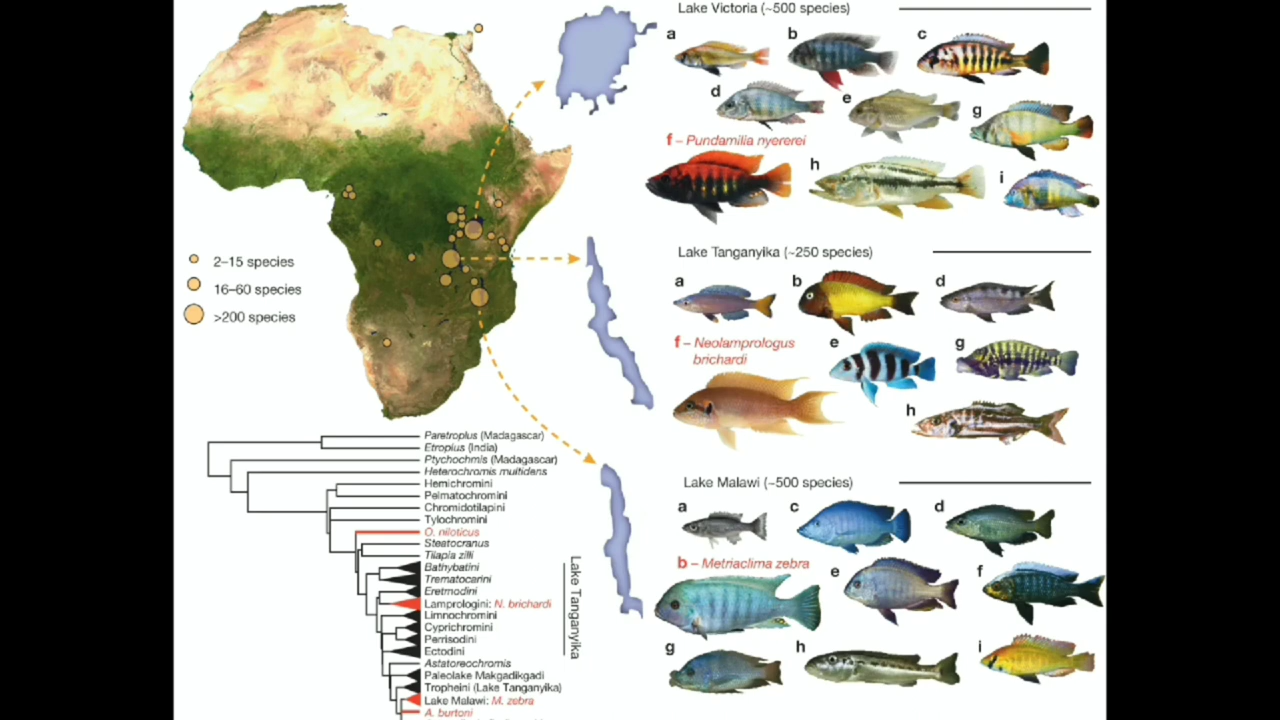 Lake Victoria (~500 species)
a
b
c
d
e
g
f – Pundamilia nyererei
h
i
2–15 species
16–60 species
>200 species
Lake Tanganyika (~250 species)
a
b
d
f – Neolamprologus
brichardi
e
g
h
Paretroplus (Madagascar)
Etroplus (India)
Ptychochmis (Madagascar)
Heterochromis multidens
Hemichromini
Pelmatochromini
Chromidotilapini
Tylochromini
O. niloticus
Steatocranus
Tilapia zilli
Bathybatini
Trematocarini
Eretmodini
Lamprologini: N. brichardi
Limnochromini
Cyprichromini
Perrisodini
Ectodini
Astatoreochromis
Paleolake Makgadikgadi
Tropheini (Lake Tanganyika)
Lake Malawi: M. zebra
A. burtoni
Lake Tanganyika
Lake Malawi (~500 species)
a
c
d
b – Metriaclima zebra
e
f
g
h
i